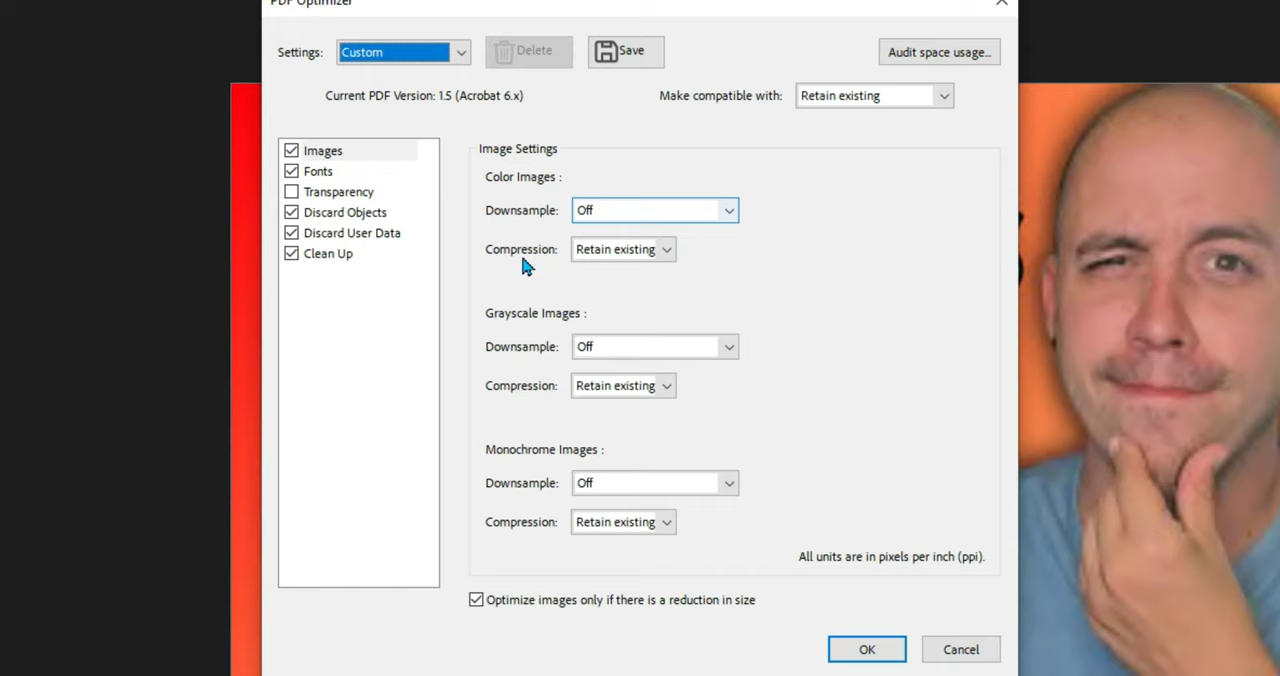 PDF Optimizer
Settings: Custom Delete Save Audit space usage...
Current PDF Version: 1.5 (Acrobat 6.x) Make compatible with: Retain existing
Images
Fonts
Transparency
Discard Objects
Discard User Data
Clean Up
Image Settings
Color Images :
Downsample: Off
Compression: Retain existing
Grayscale Images :
Downsample: Off
Compression: Retain existing
Monochrome Images :
Downsample: Off
Compression: Retain existing
All units are in pixels per inch (ppi).
Optimize images only if there is a reduction in size
OK Cancel